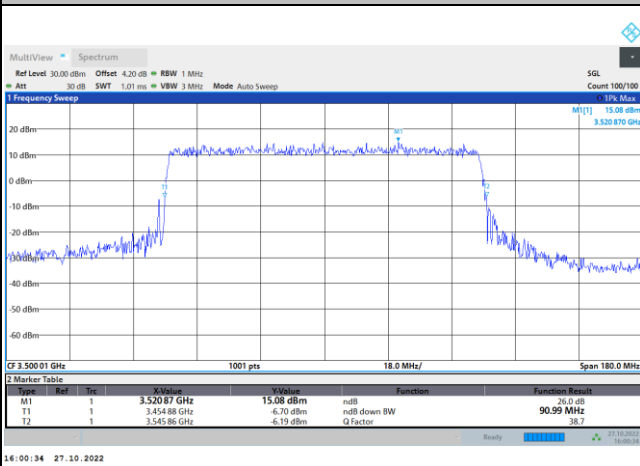 MultiView Spectrum
Ref Level 30.00 dBm Offset 4.20 dB RBW 1 MHz SGL
Att 30 dB SWT 1.01 ms VBW 3 MHz Mode Auto Sweep Count 100/100
1 Frequency Sweep 1Pk Max
M1[1] 15.08 dBm
3.520 870 GHz
20 dBm
M1
10 dBm
0 dBm
T1 T2
-10 dBm
-20 dBm
-30 dBm
-40 dBm
-50 dBm
-60 dBm
CF 3.500 01 GHz 1001 pts 18.0 MHz/ Span 180.0 MHz
2 Marker Table
Type Ref Trc X-Value Y-Value Function Function Result
M1 1 3.520 87 GHz 15.08 dBm ndB 26.0 dB
T1 1 3.454 88 GHz -6.70 dBm ndB down BW 90.99 MHz
T2 1 3.545 86 GHz -6.19 dBm Q Factor 38.7
Ready 27.10.2022
16:00:34
16:00:34 27.10.2022